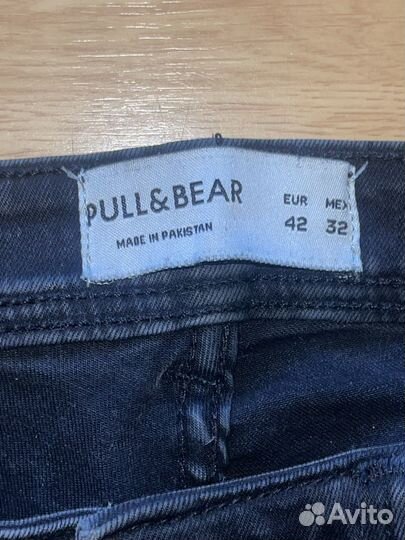 PULL&BEAR
MADE IN PAKISTAN
EUR MEX
42 32
Avito